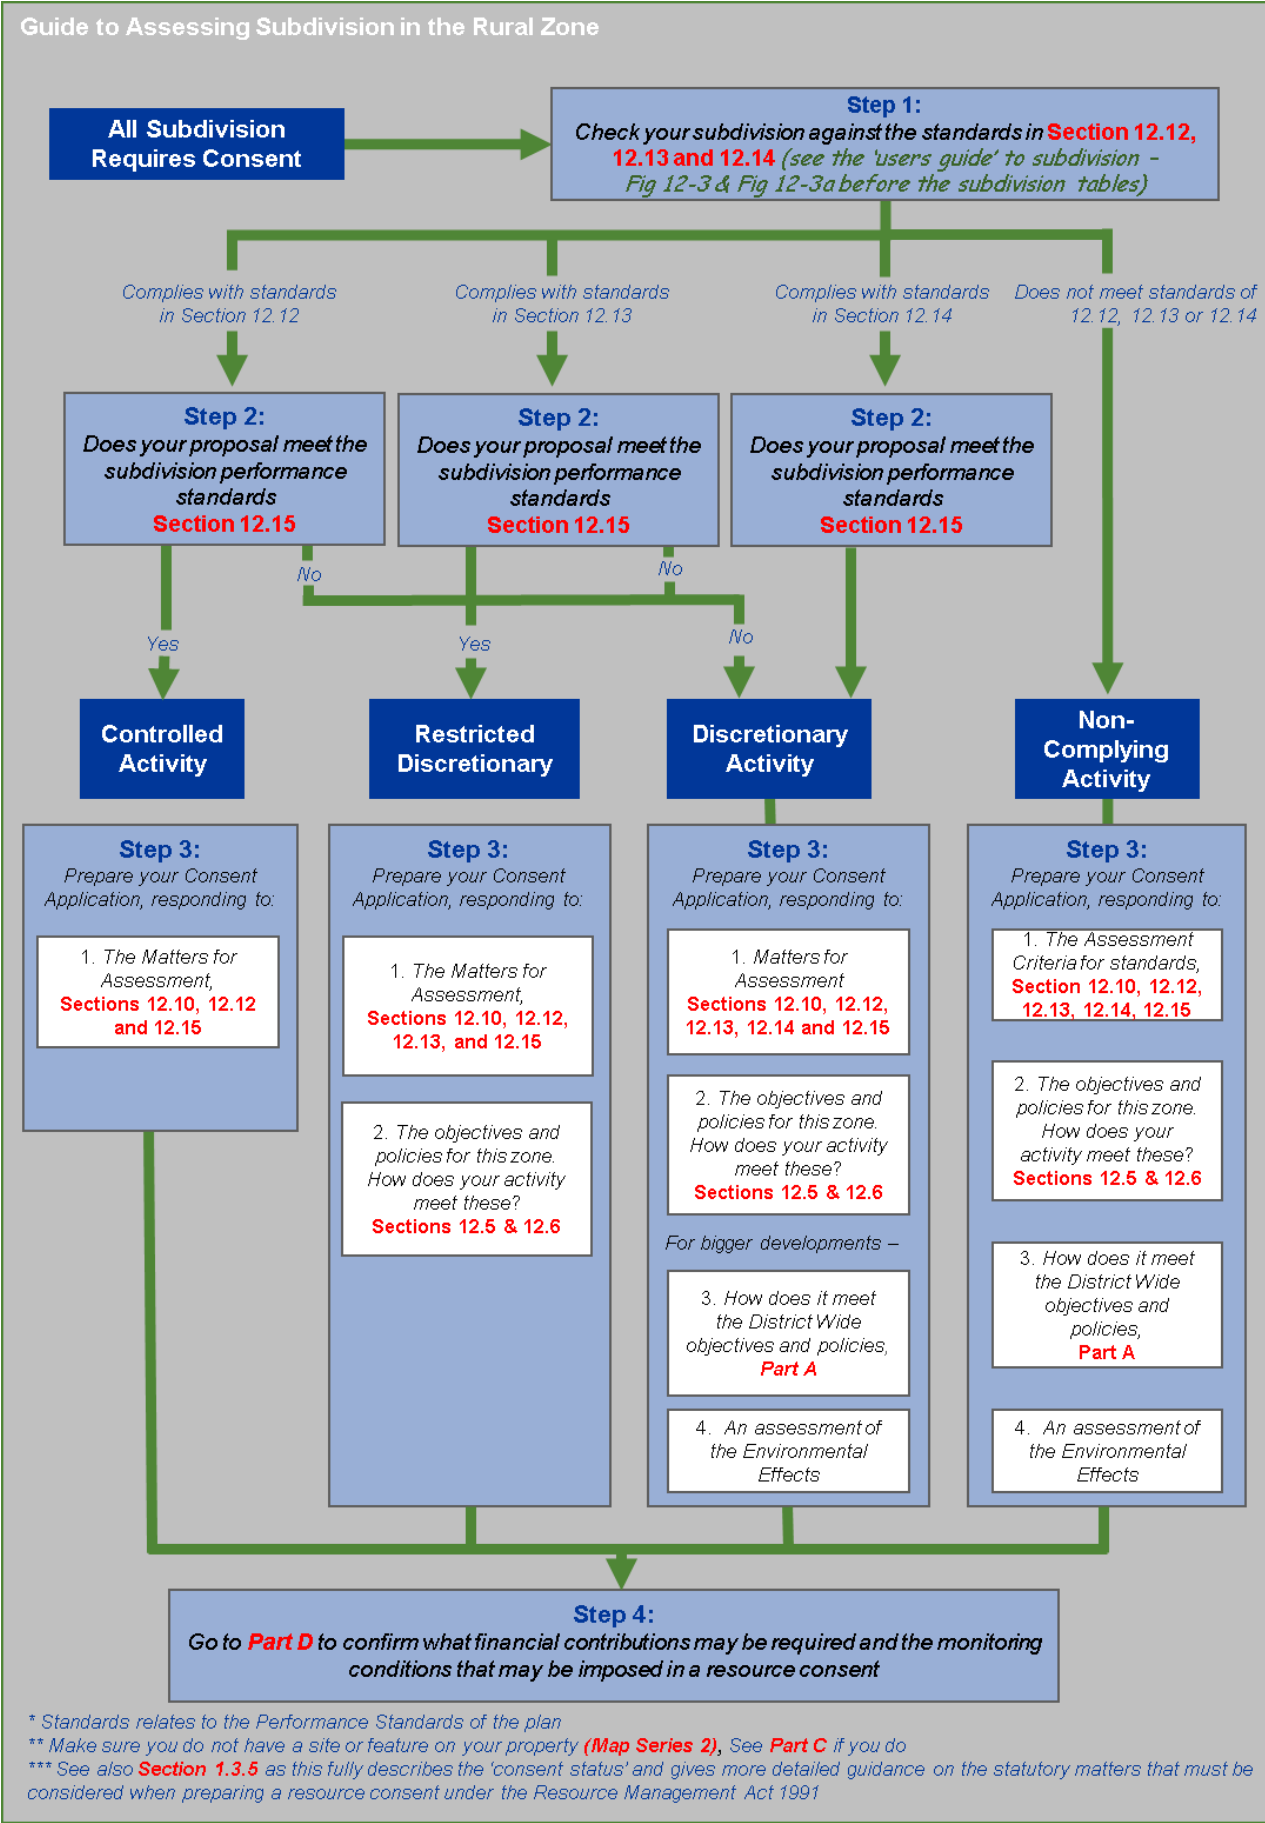 Guide to Assessing Subdivision in the Rural Zone
All Subdivision
Requires Consent
Step 1:
Check your subdivision against the standards in Section 12.12,
12.13 and 12.14 (see the 'users guide' to subdivision –
Fig 12-3 & Fig 12-3a before the subdivision tables)
Complies with standards
in Section 12.12
Complies with standards
in Section 12.13
Complies with standards
in Section 12.14
Does not meet standards of
12.12, 12.13 or 12.14
Step 2:
Does your proposal meet the
subdivision performance
standards
Section 12.15
Step 2:
Does your proposal meet the
subdivision performance
standards
Section 12.15
Step 2:
Does your proposal meet the
subdivision performance
standards
Section 12.15
No
No
Yes
Yes
No
Controlled
Activity
Restricted
Discretionary
Discretionary
Activity
Non-
Complying
Activity
Step 3:
Prepare your Consent
Application, responding to:
1. The Matters for
Assessment,
Sections 12.10, 12.12
and 12.15
Step 3:
Prepare your Consent
Application, responding to:
1. The Matters for
Assessment,
Sections 12.10, 12.12,
12.13, and 12.15
2. The objectives and
policies for this zone.
How does your activity
meet these?
Sections 12.5 & 12.6
Step 3:
Prepare your Consent
Application, responding to:
1. Matters for
Assessment
Sections 12.10, 12.12,
12.13, 12.14 and 12.15
2. The objectives and
policies for this zone.
How does your activity
meet these?
Sections 12.5 & 12.6
For bigger developments –
3. How does it meet
the District Wide
objectives and policies,
Part A
4. An assessment of
the Environmental
Effects
Step 3:
Prepare your Consent
Application, responding to:
1. The Assessment
Criteria for standards,
Section 12.10, 12.12,
12.13, 12.14, 12.15
2. The objectives and
policies for this zone.
How does your
activity meet these?
Sections 12.5 & 12.6
3. How does it meet
the District Wide
objectives and
policies,
Part A
4. An assessment of
the Environmental
Effects
Step 4:
Go to Part D to confirm what financial contributions may be required and the monitoring
conditions that may be imposed in a resource consent
* Standards relates to the Performance Standards of the plan
** Make sure you do not have a site or feature on your property (Map Series 2), See Part C if you do
*** See also Section 1.3.5 as this fully describes the 'consent status' and gives more detailed guidance on the statutory matters that must be
considered when preparing a resource consent under the Resource Management Act 1991